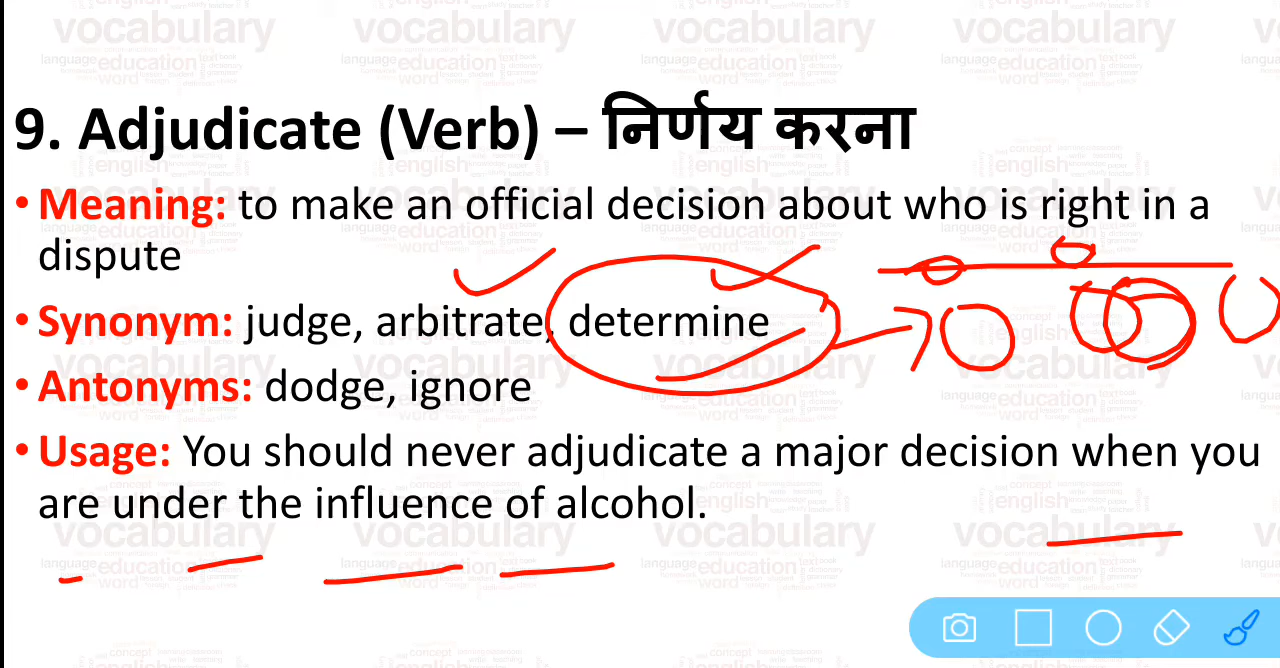 9. Adjudicate (Verb) – निर्णय करना
• Meaning: to make an official decision about who is right in a
dispute
• Synonym: judge, arbitrate, determine
• Antonyms: dodge, ignore
• Usage: You should never adjudicate a major decision when you
are under the influence of alcohol.